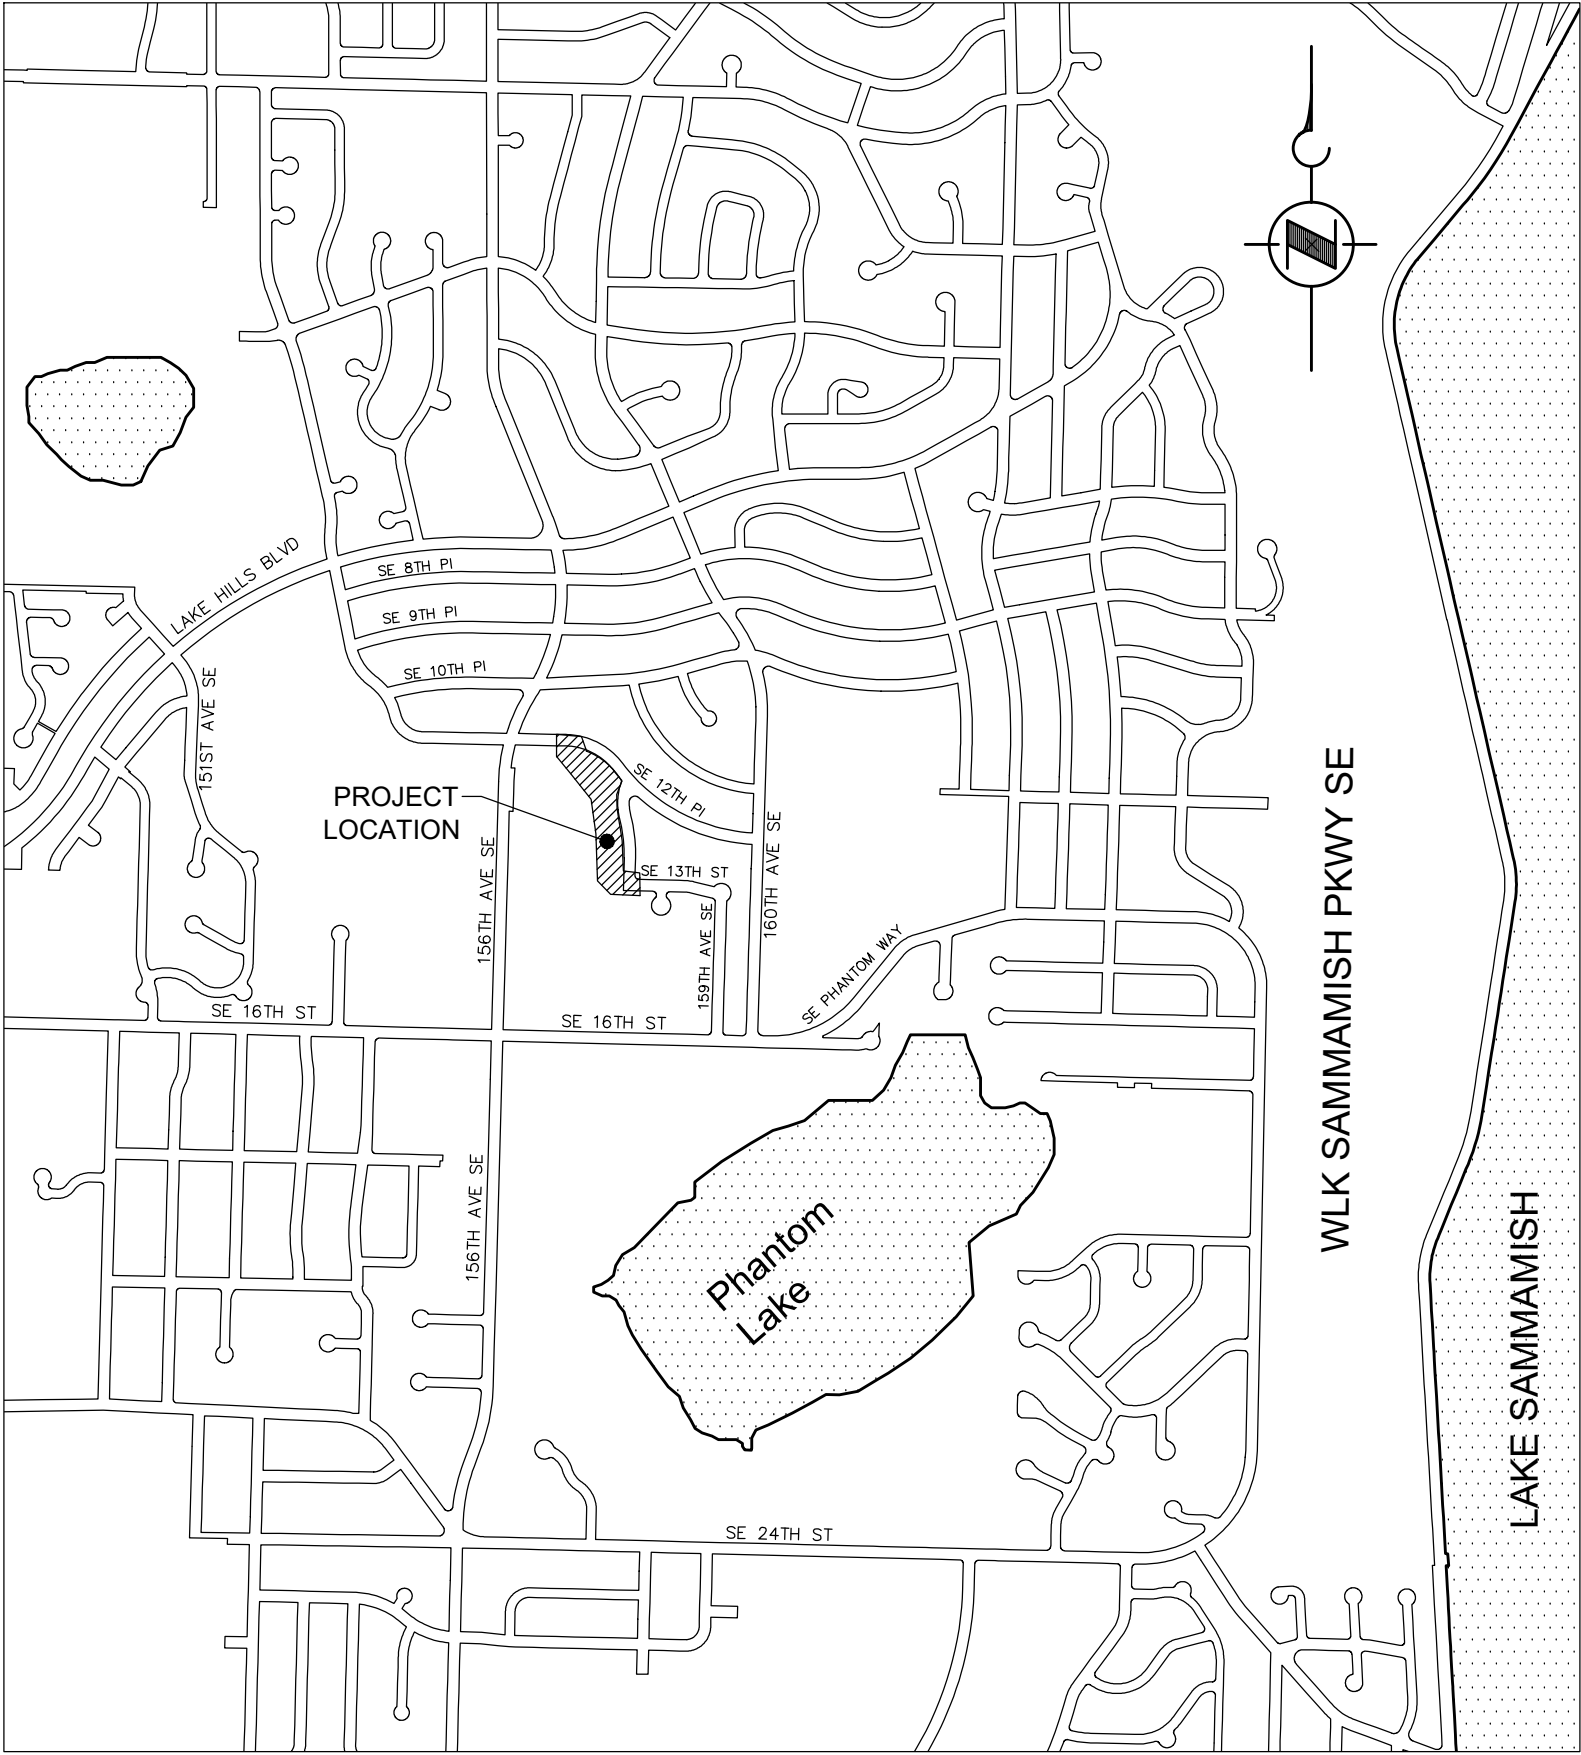 LAKE HILLS BLVD
SE 8TH Pl
SE 9TH Pl
SE 10TH Pl
151ST AVE SE
PROJECT
LOCATION
SE 12TH Pl
SE 13TH ST
156TH AVE SE
160TH AVE SE
159TH AVE SE
SE PHANTOM WAY
SE 16TH ST
SE 16TH ST
WLK SAMMAMISH PKWY SE
156TH AVE SE
Phantom
Lake
LAKE SAMMAMISH
SE 24TH ST
N